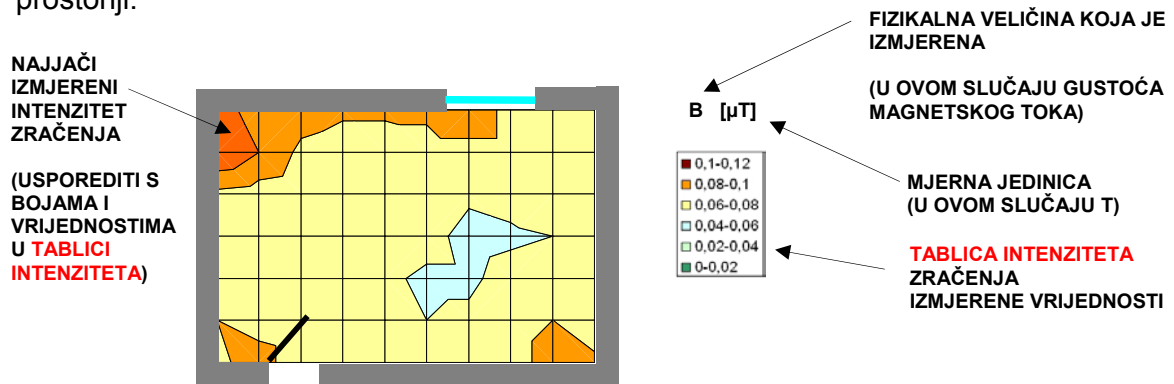 prostoriji.
NAJJAČI
IZMJERENI
INTENZITET
ZRAČENJA
(USPOREDITI S
BOJAMA I
VRIJEDNOSTIMA
U TABLICI
INTENZITETA)
FIZIKALNA VELIČINA KOJA JE
IZMJERENA
(U OVOM SLUČAJU GUSTOĆA
MAGNETSKOG TOKA)
B [µT]
0,1-0,12
0,08-0,1
0,06-0,08
0,04-0,06
0,02-0,04
0-0,02
MJERNA JEDINICA
(U OVOM SLUČAJU T)
TABLICA INTENZITETA
ZRAČENJA
IZMJERENE VRIJEDNOSTI